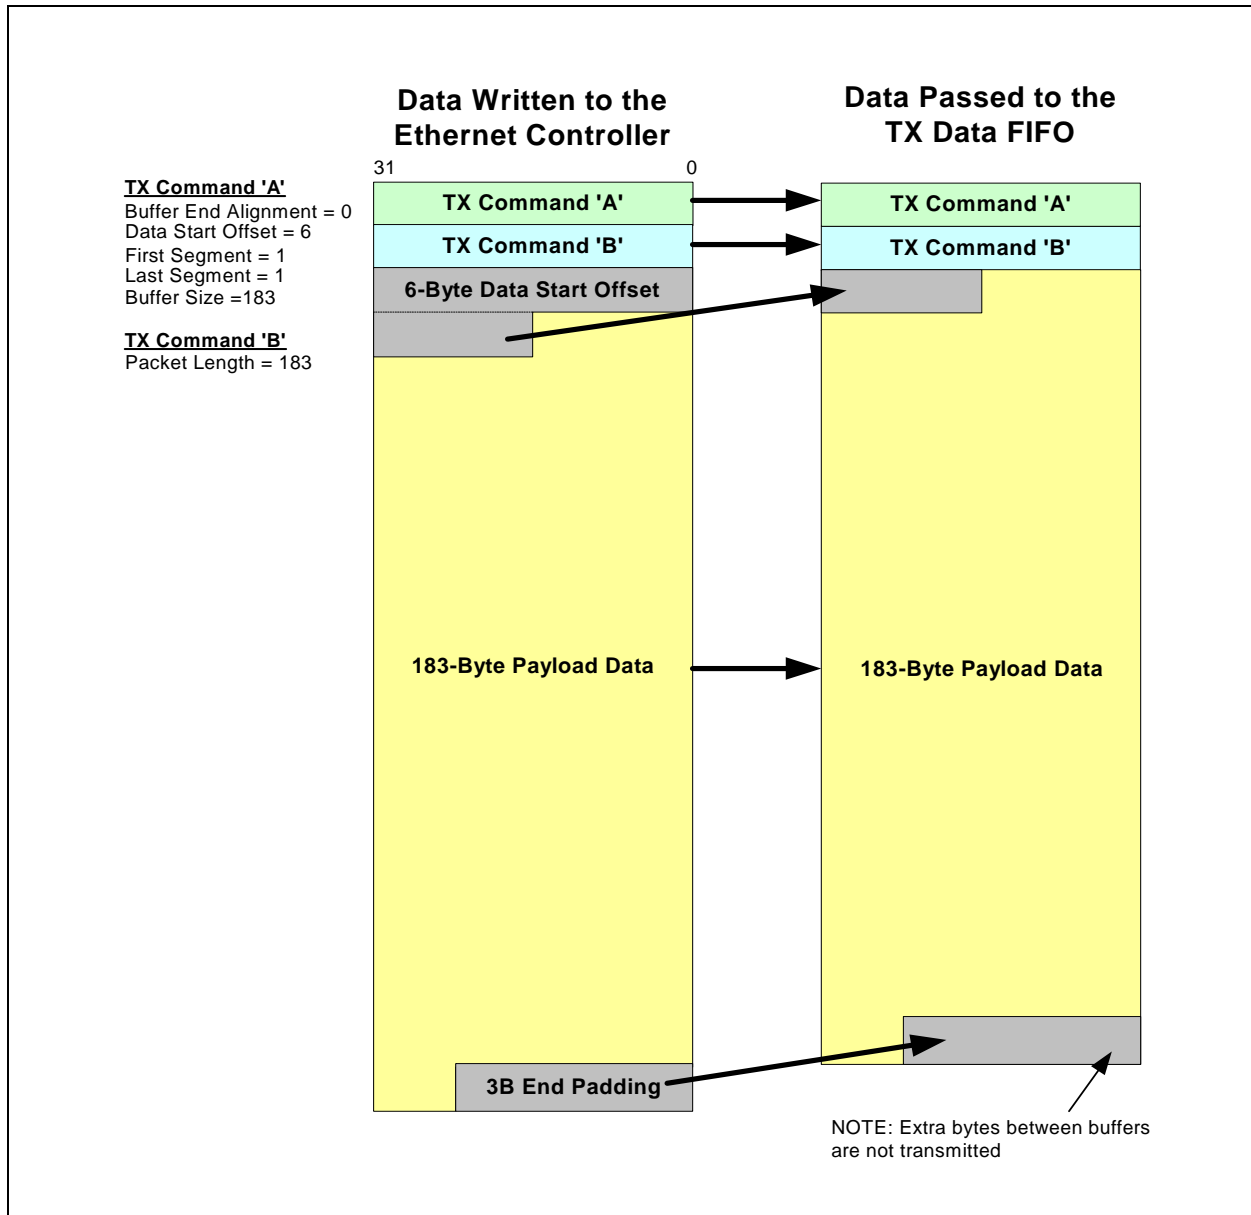 Data Written to the
Ethernet Controller
Data Passed to the
TX Data FIFO
31
0
TX Command 'A'
Buffer End Alignment = 0
Data Start Offset = 6
First Segment = 1
Last Segment = 1
Buffer Size =183
TX Command 'B'
Packet Length = 183
TX Command 'A'
TX Command 'B'
6-Byte Data Start Offset
183-Byte Payload Data
3B End Padding
TX Command 'A'
TX Command 'B'
183-Byte Payload Data
NOTE: Extra bytes between buffers
are not transmitted